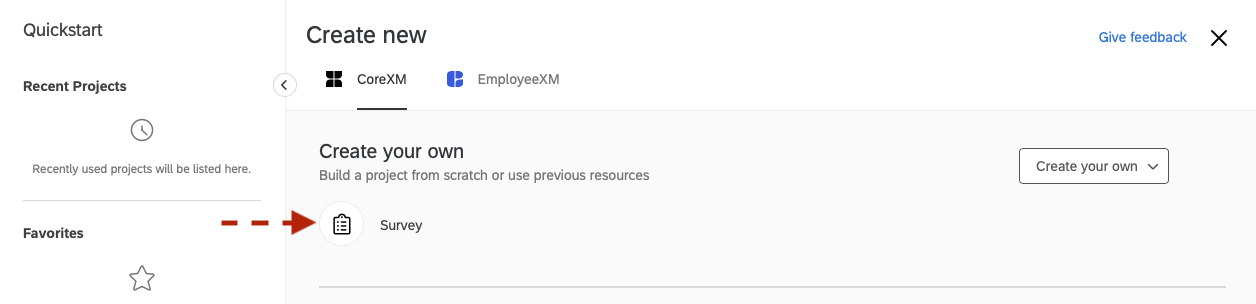 Quickstart
Recent Projects
Recently used projects will be listed here.
Favorites
Create new
Give feedback
CoreXM
EmployeeXM
Create your own
Build a project from scratch or use previous resources
Create your own
Survey